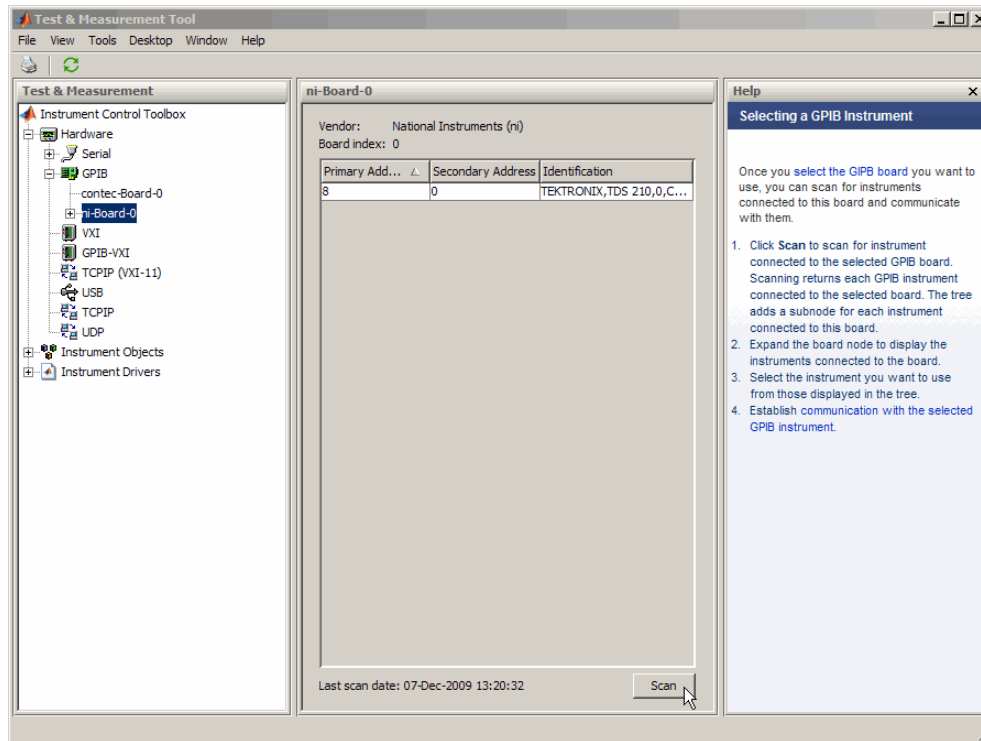 Test & Measurement Tool
File View Tools Desktop Window Help
Test & Measurement
Instrument Control Toolbox
Hardware
Serial
GPIB
contec-Board-0
ni-Board-0
VXI
GPIB-VXI
TCPIP (VXI-11)
USB
TCPIP
UDP
Instrument Objects
Instrument Drivers
ni-Board-0
Vendor: National Instruments (ni)
Board index: 0
Primary Add... Secondary Address Identification
8 0 TEKTRONIX,TDS 210,0,C...
Last scan date: 07-Dec-2009 13:20:32
Scan
Help
Selecting a GPIB Instrument
Once you select the GIPB board you want to
use, you can scan for instruments
connected to this board and communicate
with them.
1. Click Scan to scan for instrument
connected to the selected GPIB board.
Scanning returns each GPIB instrument
connected to the selected board. The tree
adds a subnode for each instrument
connected to this board.
2. Expand the board node to display the
instruments connected to the board.
3. Select the instrument you want to use
from those displayed in the tree.
4. Establish communication with the selected
GPIB instrument.